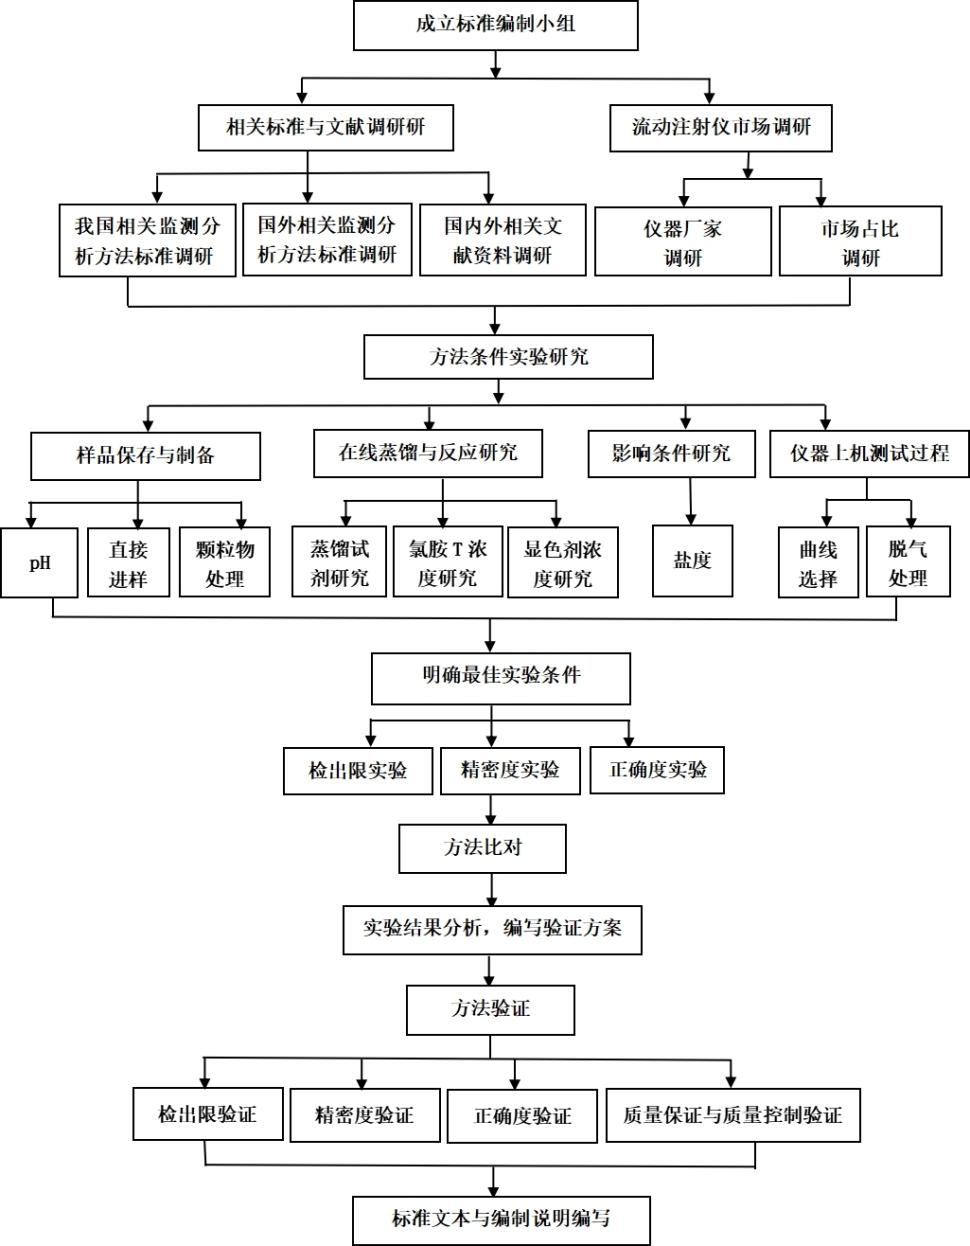 成立标准编制小组
相关标准与文献调研研
流动注射仪市场调研
我国相关监测分
析方法标准调研
国外相关监测分
析方法标准调研
国内外相关文
献资料调研
仪器厂家
调研
市场占比
调研
方法条件实验研究
样品保存与制备
在线蒸馏与反应研究
影响条件研究
仪器上机测试过程
pH
直接
进样
颗粒物
处理
蒸馏试
剂研究
氯胺 T 浓
度研究
显色剂浓
度研究
盐度
曲线
选择
脱气
处理
明确最佳实验条件
检出限实验
精密度实验
正确度实验
方法比对
实验结果分析，编写验证方案
方法验证
检出限验证
精密度验证
正确度验证
质量保证与质量控制验证
标准文本与编制说明编写